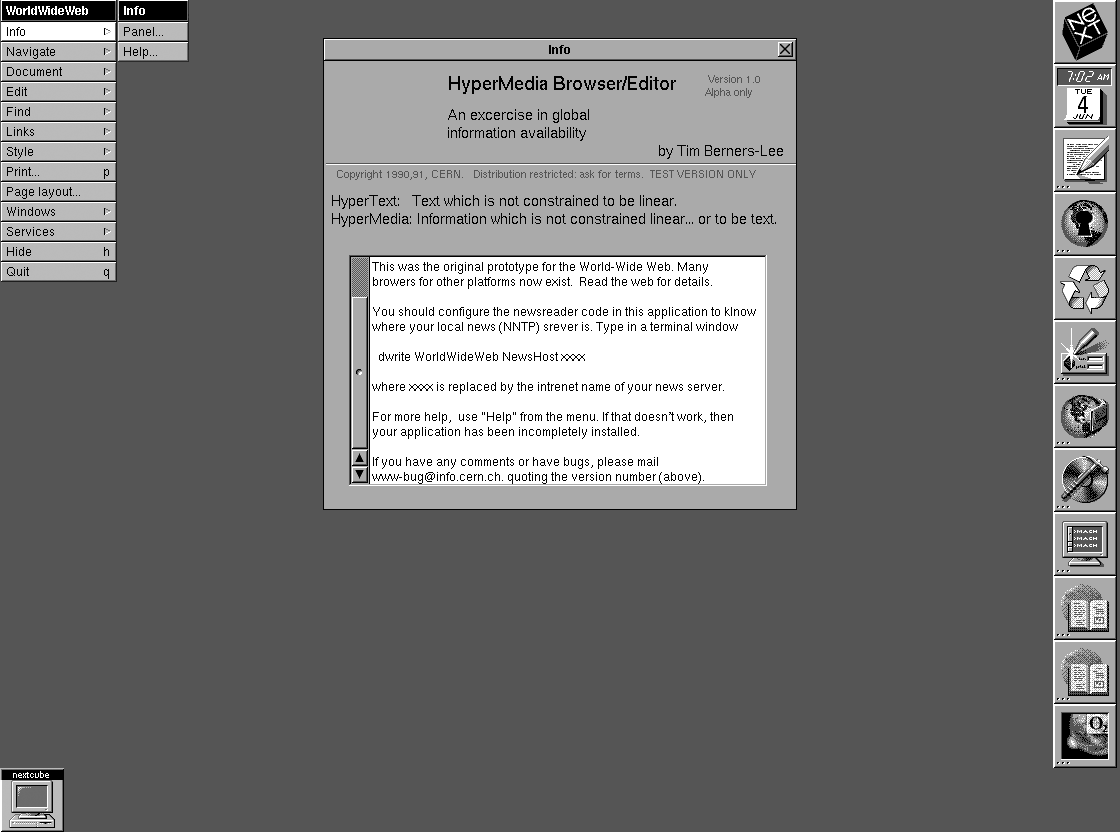 WorldWideWeb
Info
Navigate
Document
Edit
Find
Links
Style
Print... p
Page layout...
Windows
Services
Hide h
Quit q
Info
Panel...
Help...
Info
HyperMedia Browser/Editor
Version 1.0
Alpha only
An excercise in global
information availability
by Tim Berners-Lee
Copyright 1990,91, CERN. Distribution restricted: ask for terms. TEST VERSION ONLY
HyperText: Text which is not constrained to be linear.
HyperMedia: Information which is not constrained linear... or to be text.
This was the original prototype for the World-Wide Web. Many
browers for other platforms now exist. Read the web for details.
You should configure the newsreader code in this application to klnow
where your local news (NNTP) srever is. Type in a terminal window
dwrite WorldWideWeb NewsHost xxxx
where xxxx is replaced by the intrenet name of your news server.
For more help, use "Help" from the menu. If that doesn't work, then
your application has been incompletely installed.
If you have any comments or have bugs, please mail
www-bug@info.cern.ch. quoting the version number (above).
NeXT
7:02 AM
TUE
4
JUN
>MACH >MACH
>MACH
O2
nextcube